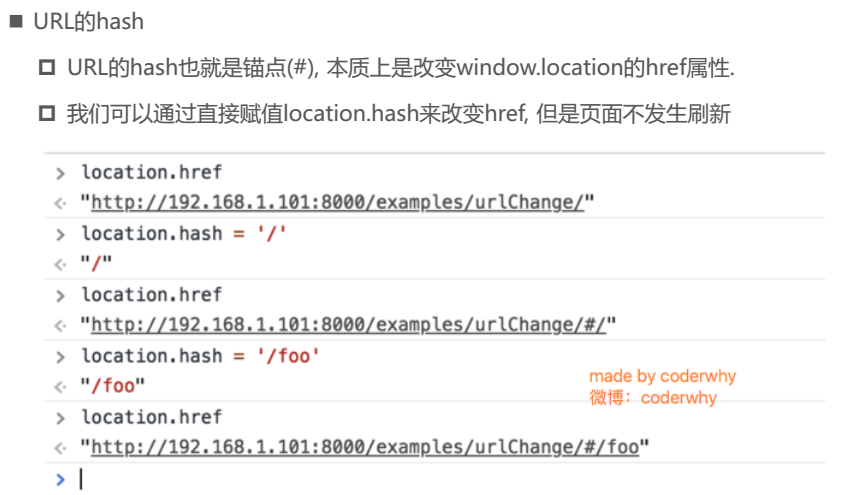 URL的hash
URL的hash也就是锚点(#), 本质上是改变window.location的href属性.
我们可以通过直接赋值location.hash来改变href, 但是页面不发生刷新
> location.href
< "http://192.168.1.101:8000/examples/urlChange/"
> location.hash = '/'
< "/"
> location.href
< "http://192.168.1.101:8000/examples/urlChange/#/"
> location.hash = '/foo'
< "/foo"
made by coderwhy
微博：coderwhy
> location.href
< "http://192.168.1.101:8000/examples/urlChange/#/foo"
>